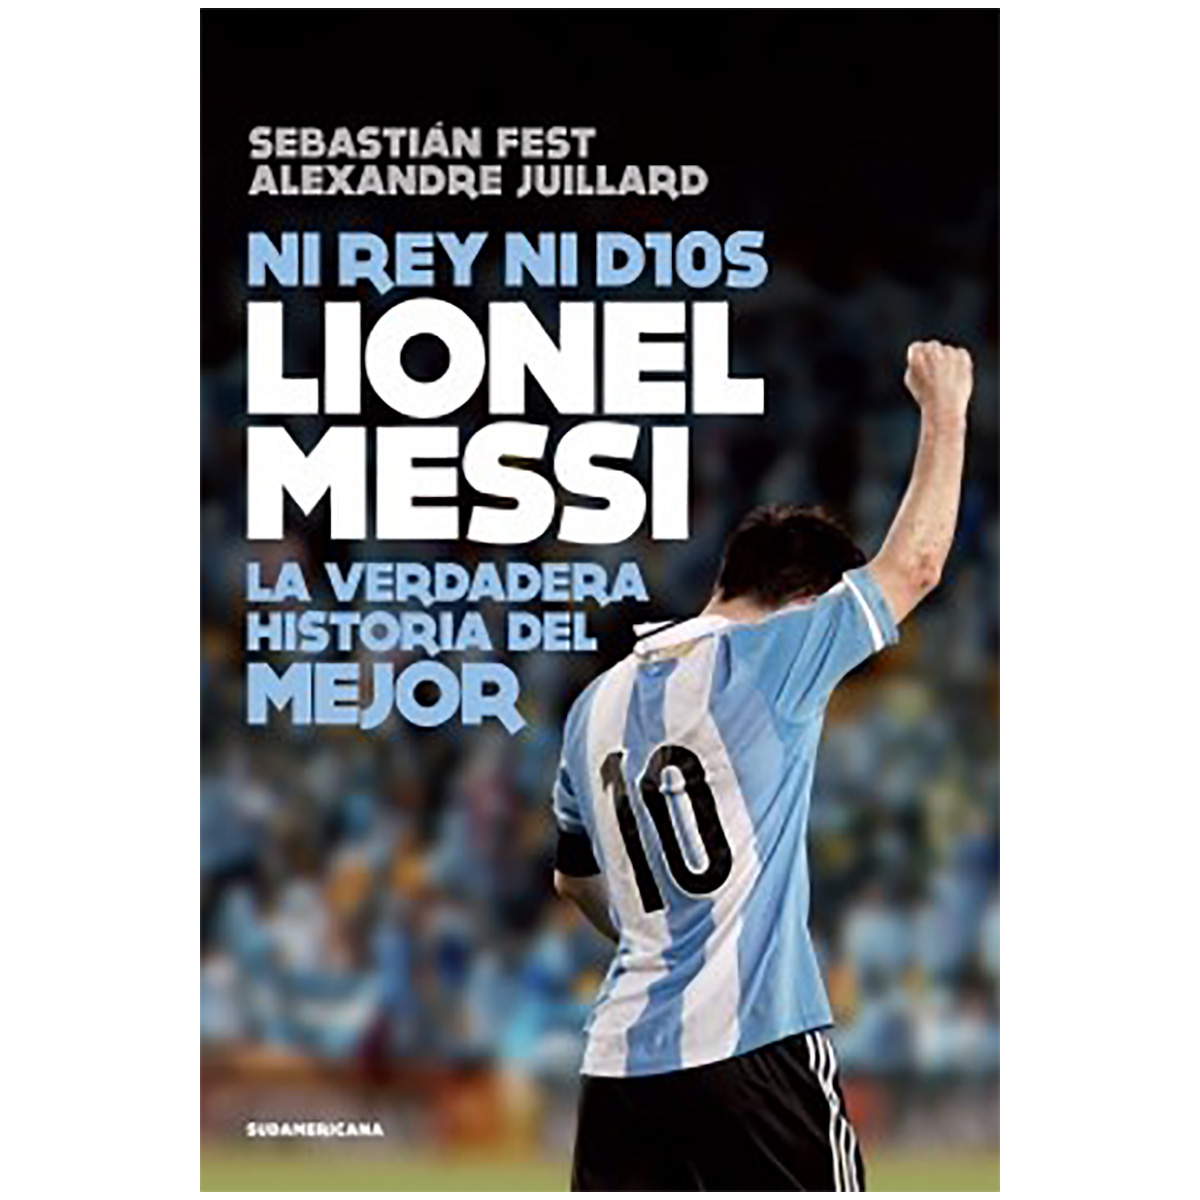 SEBASTIÁN FEST
ALEXANDRE JUILLARD
NI REY NI D10S
LIONEL
MESSI
LA VERDADERA
HISTORIA DEL
MEJOR
10
SUDAMERICANA